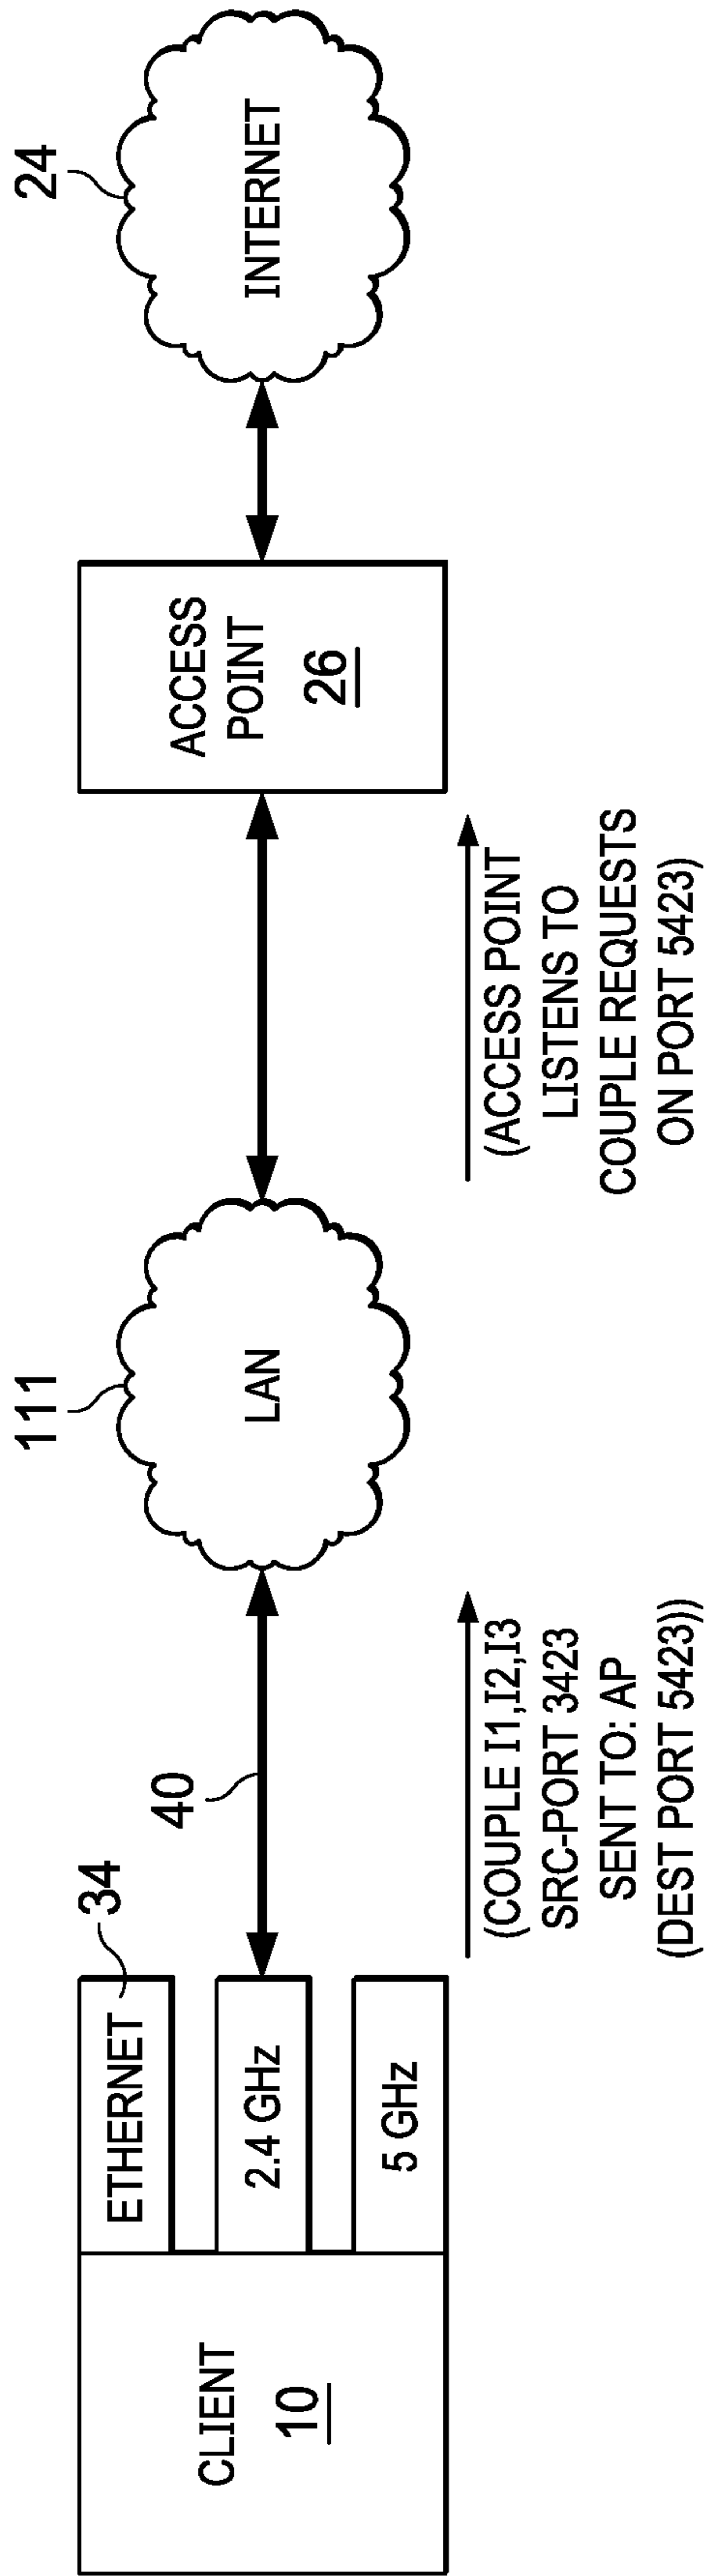 CLIENT
10
ETHERNET
34
2.4 GHz
5 GHz
40
(COUPLE I1,I2,I3
SRC-PORT 3423
SENT TO: AP
(DEST PORT 5423))
111
LAN
(ACCESS POINT
LISTENS TO
COUPLE REQUESTS
ON PORT 5423)
ACCESS
POINT
26
24
INTERNET